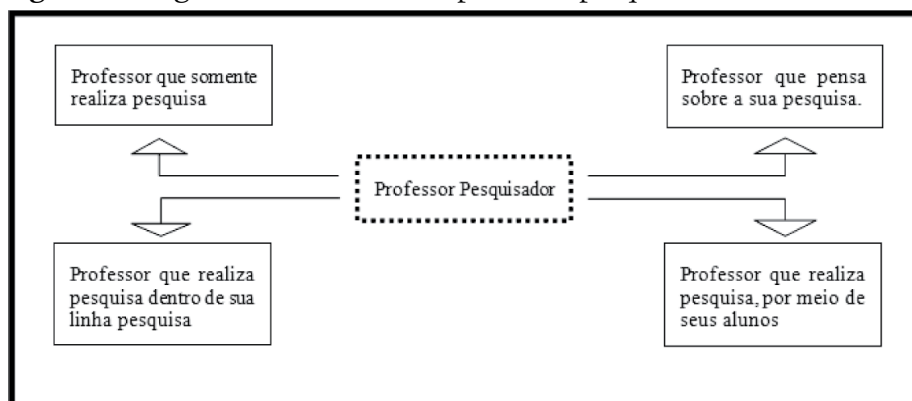 Professor que somente
realiza pesquisa
Professor que pensa
sobre a sua pesquisa.
Professor Pesquisador
Professor que realiza
pesquisa dentro de sua
linha pesquisa
Professor que realiza
pesquisa, por meio de
seus alunos